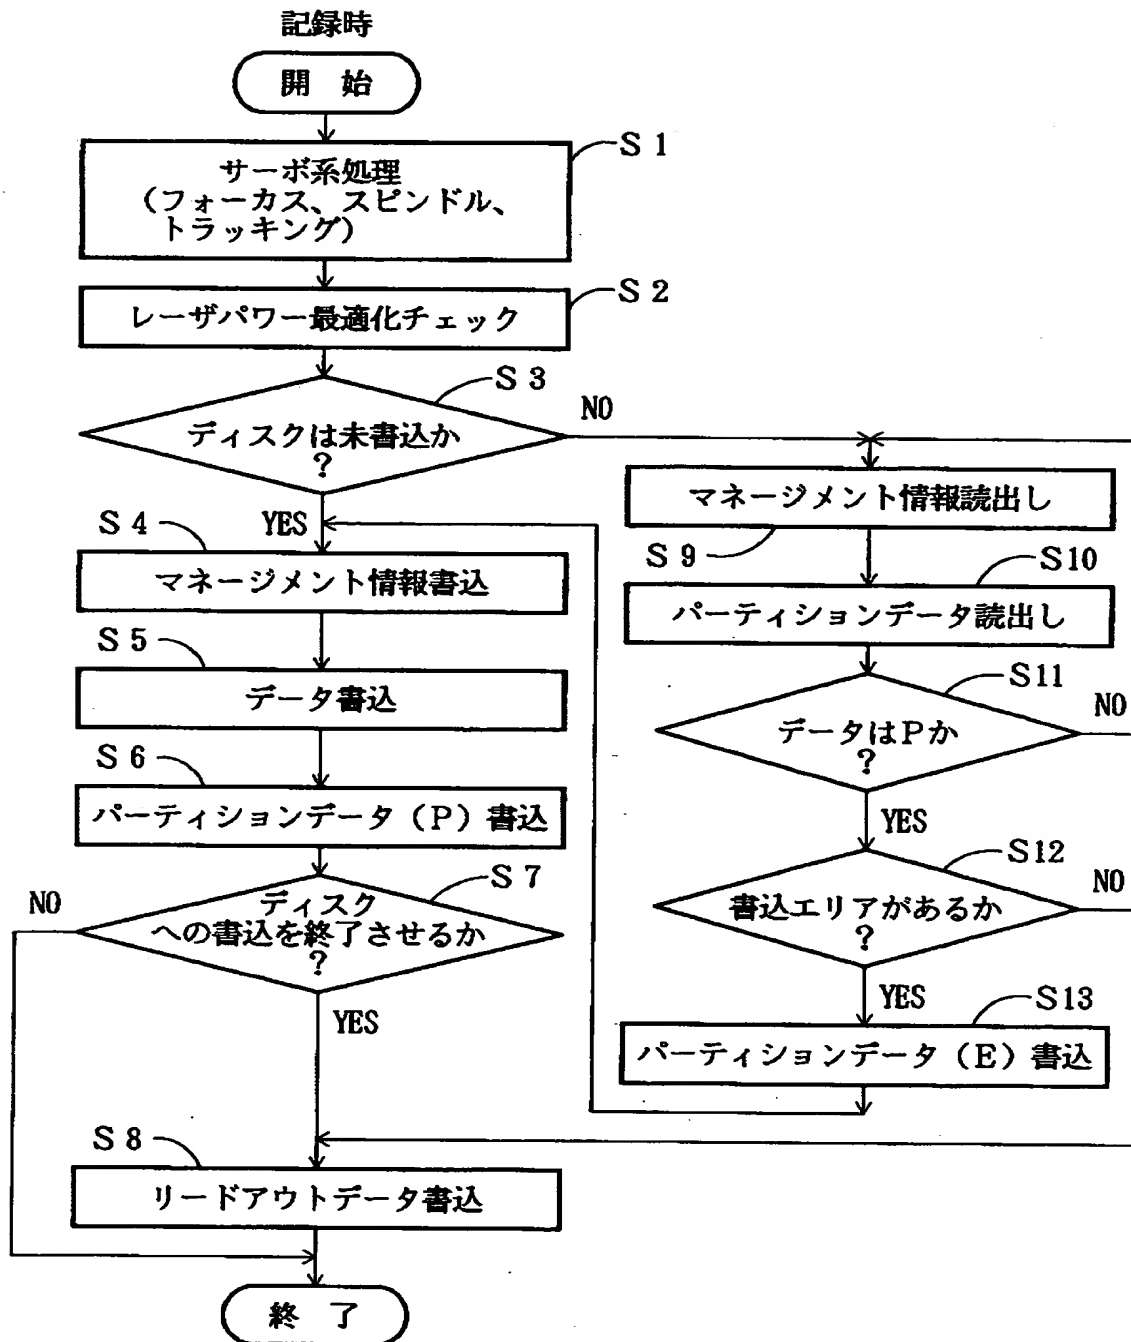 記録時
開 始
S1
サーボ系処理
(フォーカス、スピンドル、
トラッキング)
S2
レーザパワー最適化チェック
S3
ディスクは未書込か
?
NO
YES
S4
マネージメント情報書込
S5
データ書込
S6
パーティションデータ(P)書込
S7
ディスク
への書込を終了させるか
?
NO
YES
S8
リードアウトデータ書込
終 了
マネージメント情報読出し
S9
S10
パーティションデータ読出し
S11
データはPか
?
NO
YES
S12
書込エリアがあるか
?
NO
YES
S13
パーティションデータ(E)書込